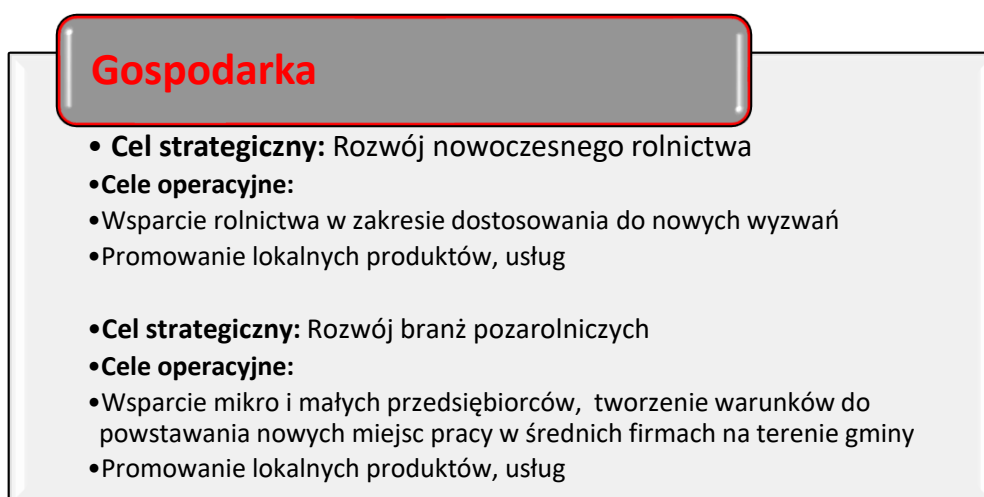 Gospodarka
• Cel strategiczny: Rozwój nowoczesnego rolnictwa
•Cele operacyjne:
•Wsparcie rolnictwa w zakresie dostosowania do nowych wyzwań
•Promowanie lokalnych produktów, usług
•Cel strategiczny: Rozwój branż pozarolniczych
•Cele operacyjne:
•Wsparcie mikro i małych przedsiębiorców, tworzenie warunków do
powstawania nowych miejsc pracy w średnich firmach na terenie gminy
•Promowanie lokalnych produktów, usług